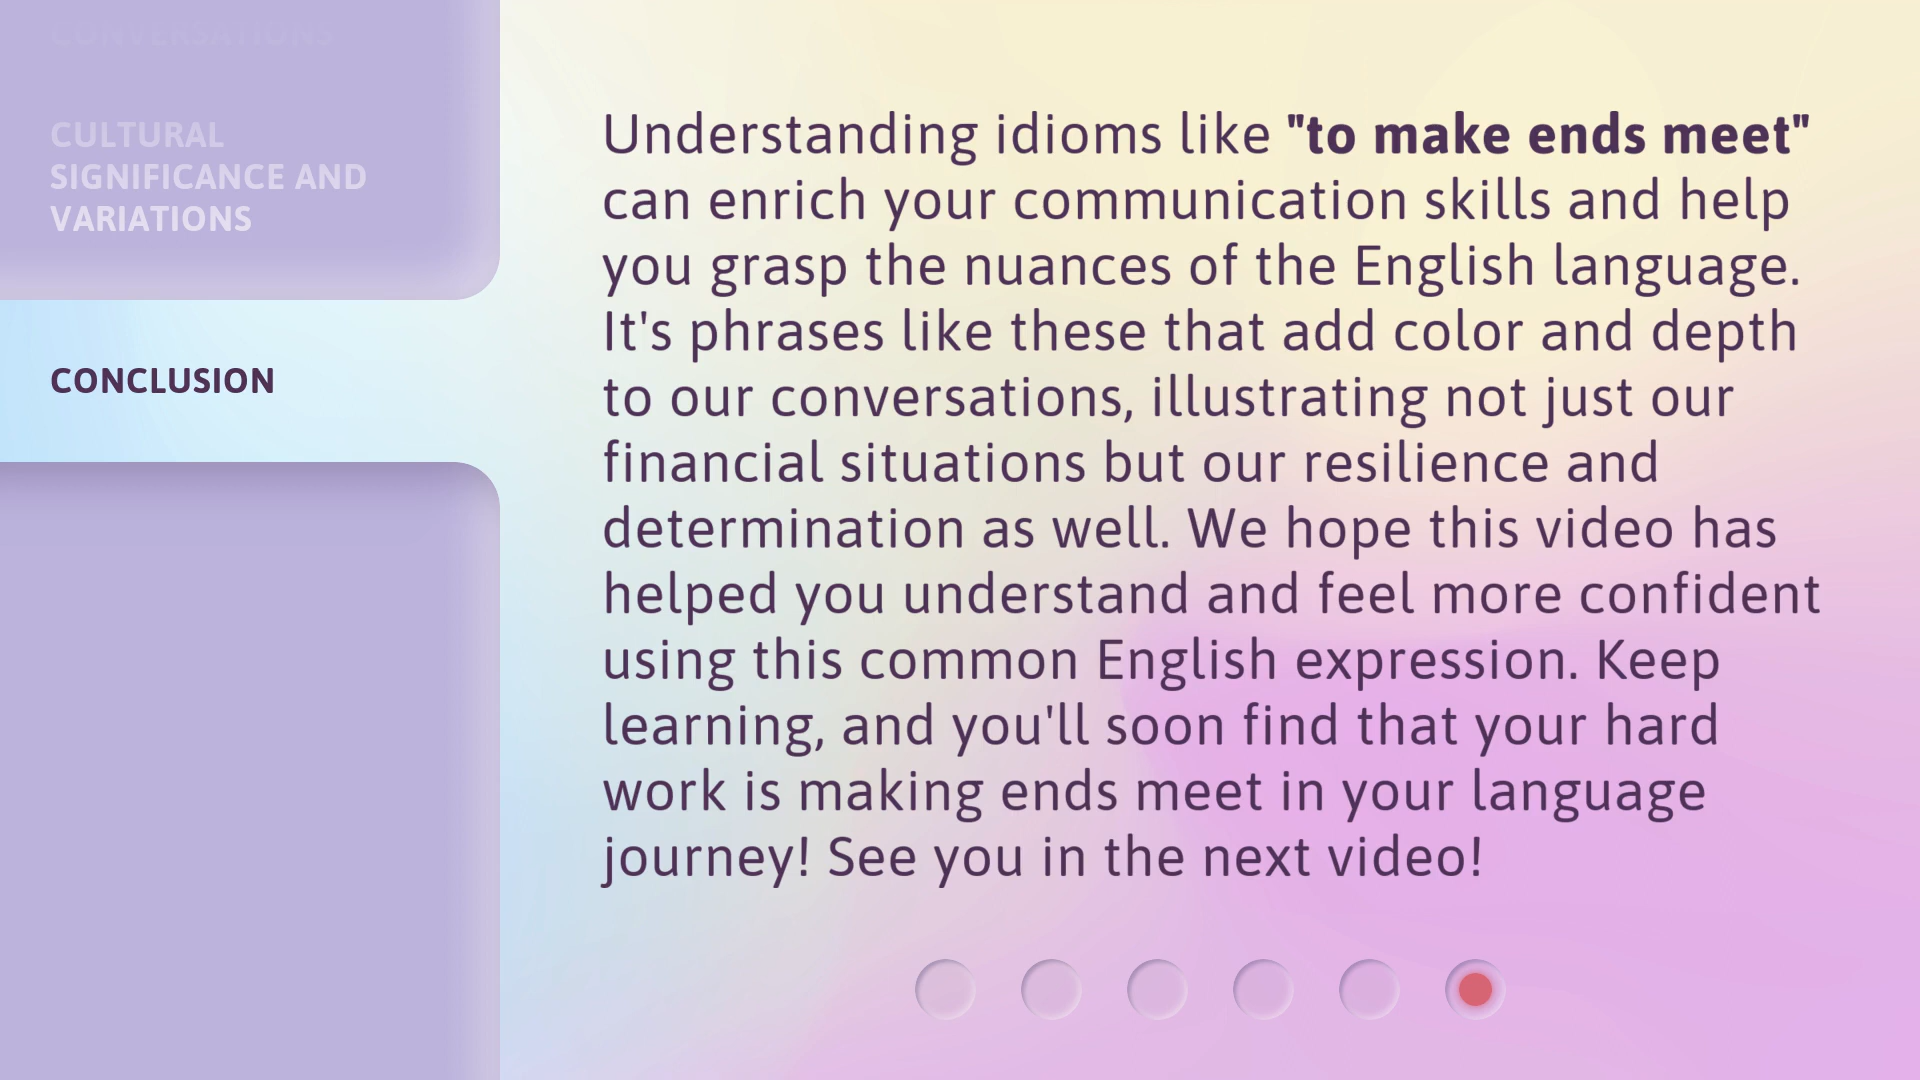 CONVERSATIONS
CULTURAL
SIGNIFICANCE AND
VARIATIONS
CONCLUSION
Understanding idioms like "to make ends meet"
can enrich your communication skills and help
you grasp the nuances of the English language.
It's phrases like these that add color and depth
to our conversations, illustrating not just our
financial situations but our resilience and
determination as well. We hope this video has
helped you understand and feel more confident
using this common English expression. Keep
learning, and you'll soon find that your hard
work is making ends meet in your language
journey! See you in the next video!